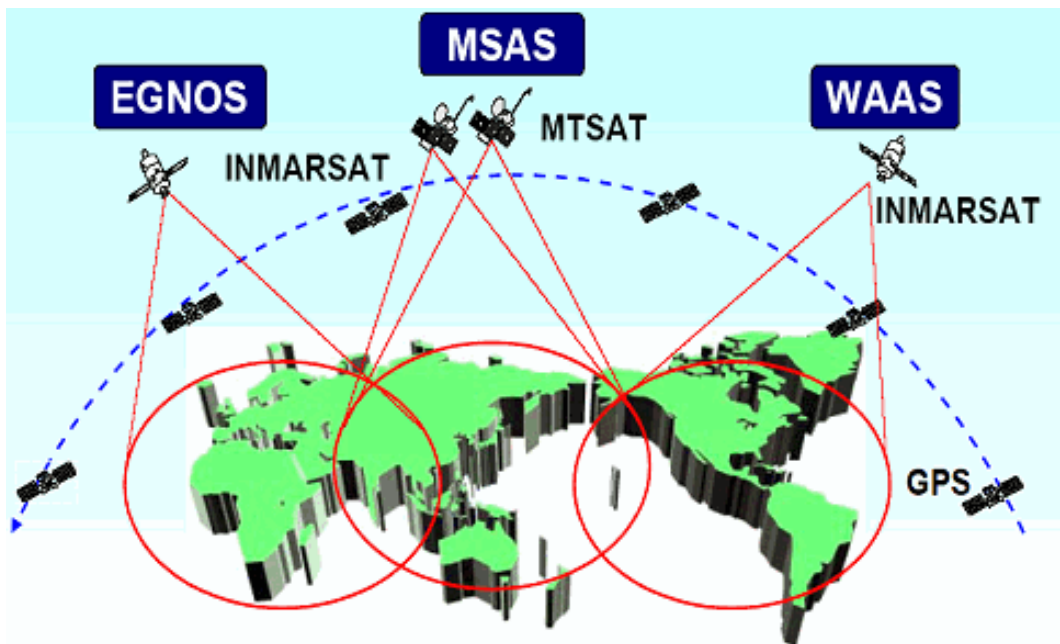 MSAS
EGNOS
WAAS
MTSAT
INMARSAT
INMARSAT
GPS